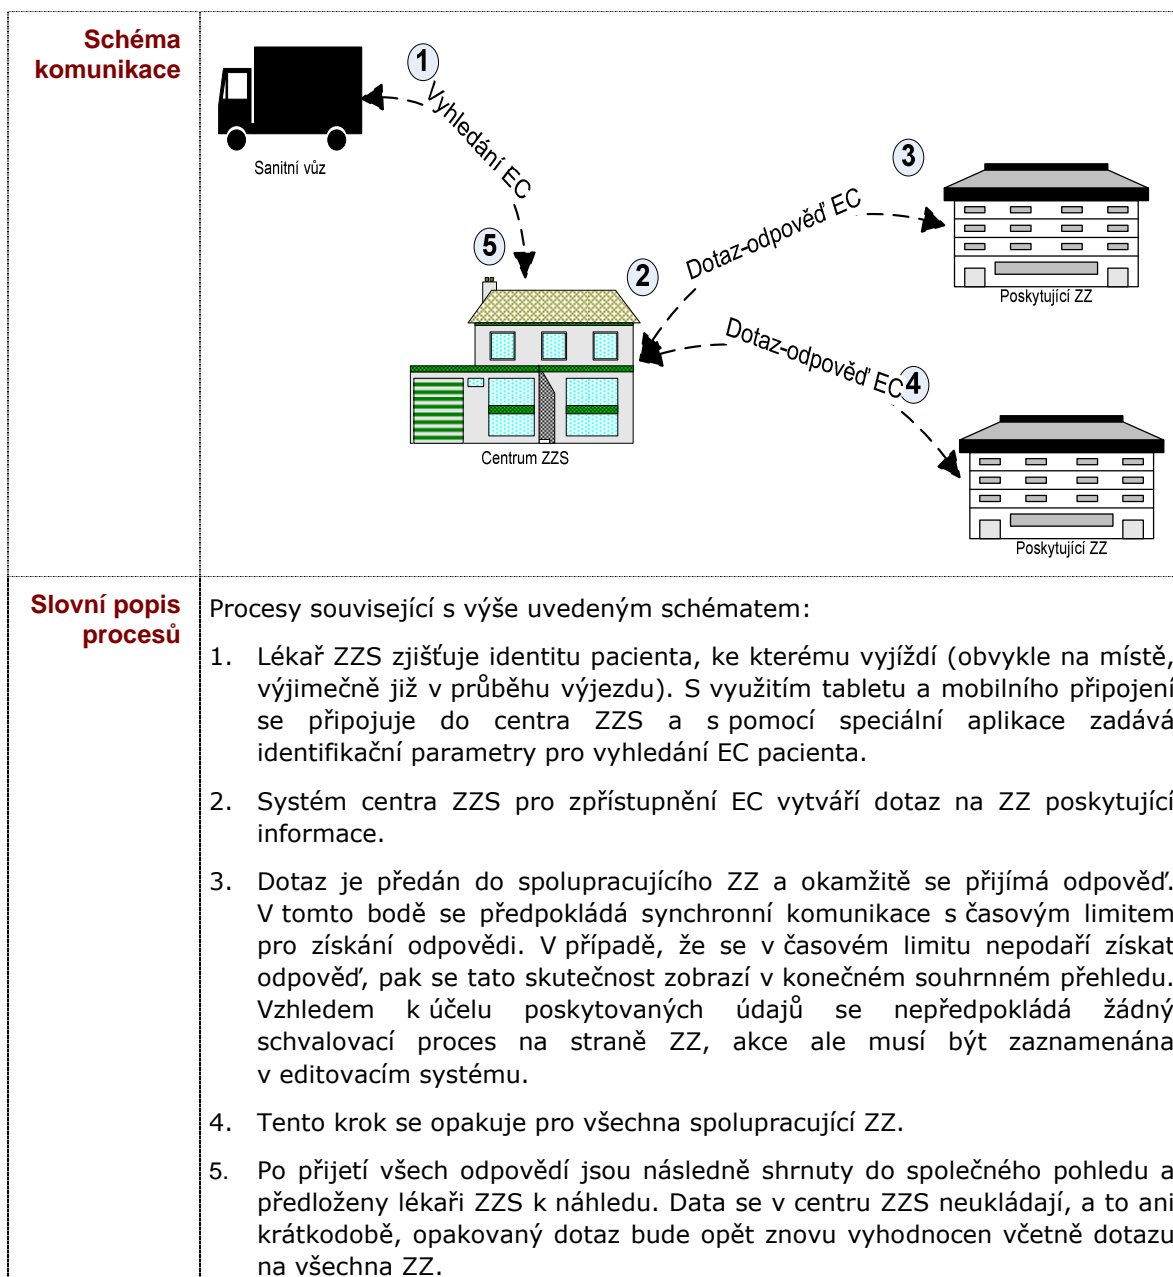 Schéma
komunikace
1
Vyhledání EC
Sanitní vůz
3
Dotaz-odpověď EC
5
2
Poskytující ZZ
Dotaz-odpověď EC
4
Centrum ZZS
Poskytující ZZ
Slovní popis
procesů
Procesy související s výše uvedeným schématem:
1. Lékař ZZS zjišťuje identitu pacienta, ke kterému vyjíždí (obvykle na místě,
výjimečně již v průběhu výjezdu). S využitím tabletu a mobilního připojení
se připojuje do centra ZZS a s pomocí speciální aplikace zadává
identifikační parametry pro vyhledání EC pacienta.
2. Systém centra ZZS pro zpřístupnění EC vytváří dotaz na ZZ poskytující
informace.
3. Dotaz je předán do spolupracujícího ZZ a okamžitě se přijímá odpověď.
V tomto bodě se předpokládá synchronní komunikace s časovým limitem
pro získání odpovědi. V případě, že se v časovém limitu nepodaří získat
odpověď, pak se tato skutečnost zobrazí v konečném souhrnném přehledu.
Vzhledem k účelu poskytovaných údajů se nepředpokládá žádný
schvalovací proces na straně ZZ, akce ale musí být zaznamenána
v editovacím systému.
4. Tento krok se opakuje pro všechna spolupracující ZZ.
5. Po přijetí všech odpovědí jsou následně shrnuty do společného pohledu a
předloženy lékaři ZZS k náhledu. Data se v centru ZZS neukládají, a to ani
krátkodobě, opakovaný dotaz bude opět znovu vyhodnocen včetně dotazu
na všechna ZZ.